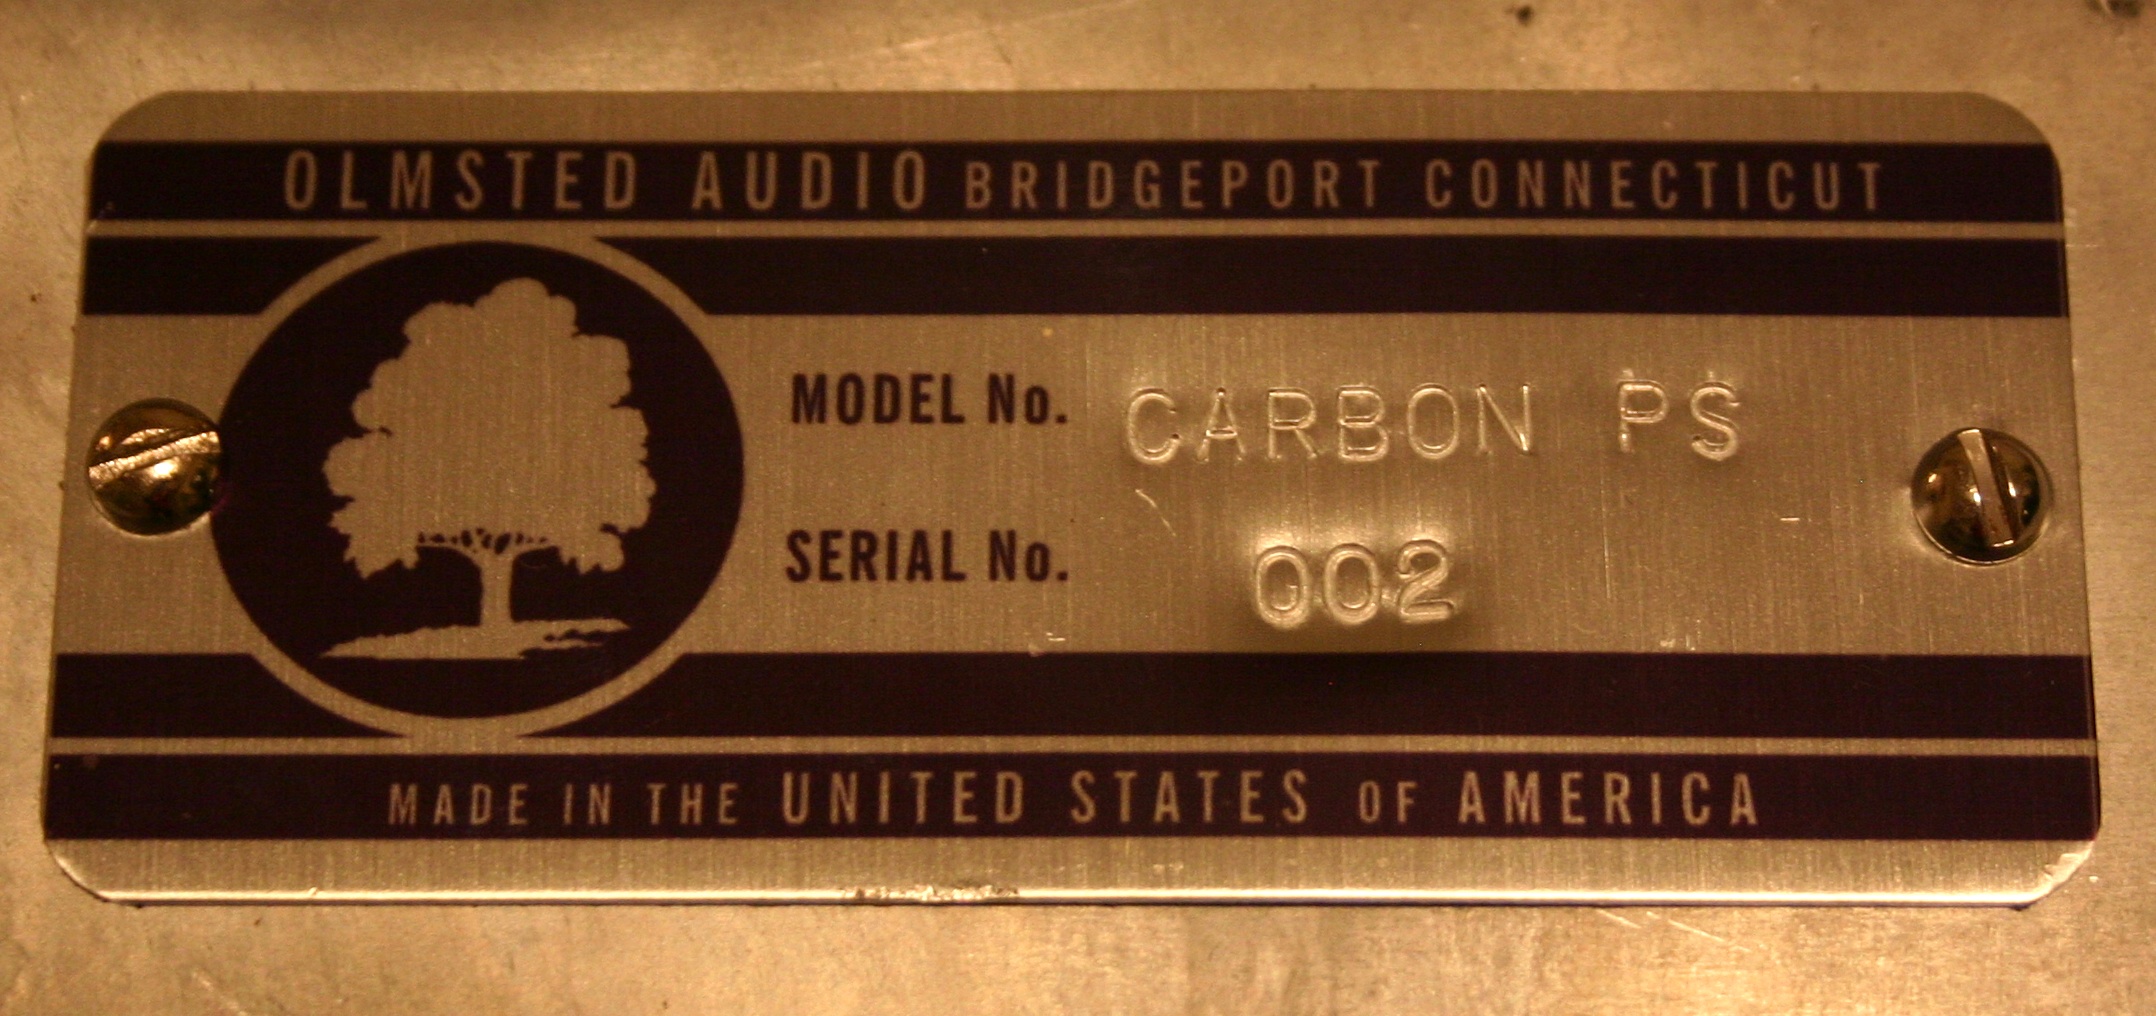 OLMSTED AUDIO BRIDGEPORT CONNECTICUT
MODEL No. CARBON PS
SERIAL No. 002
MADE IN THE UNITED STATES OF AMERICA